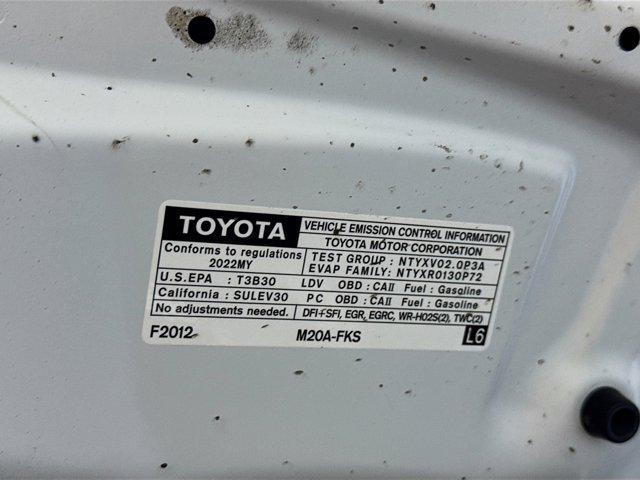 TOYOTA
VEHICLE EMISSION CONTROL INFORMATION
TOYOTA MOTOR CORPORATION
Conforms to regulations
2022MY
TEST GROUP : NTYXV02.0P3A
EVAP FAMILY: NTYXR0130P72
U.S.EPA : T3B30 LDV OBD : CAII Fuel : Gasoline
California : SULEV30 PC OBD : CAII Fuel : Gasoline
No adjustments needed. DFI+SFI, EGR, EGRC, WR-HO2S(2), TWC(2)
F2012 M20A-FKS L6